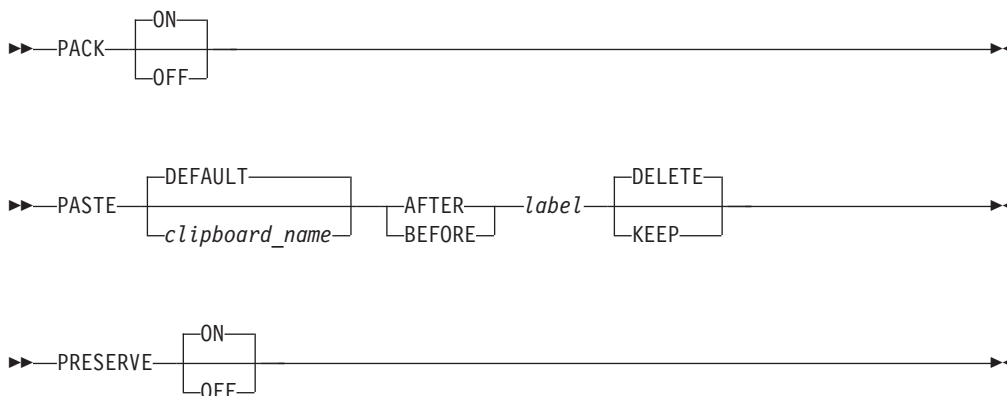 ON
PACK
OFF
DEFAULT DELETE
PASTE AFTER label
clipboard_name BEFORE KEEP
ON
PRESERVE
OFF